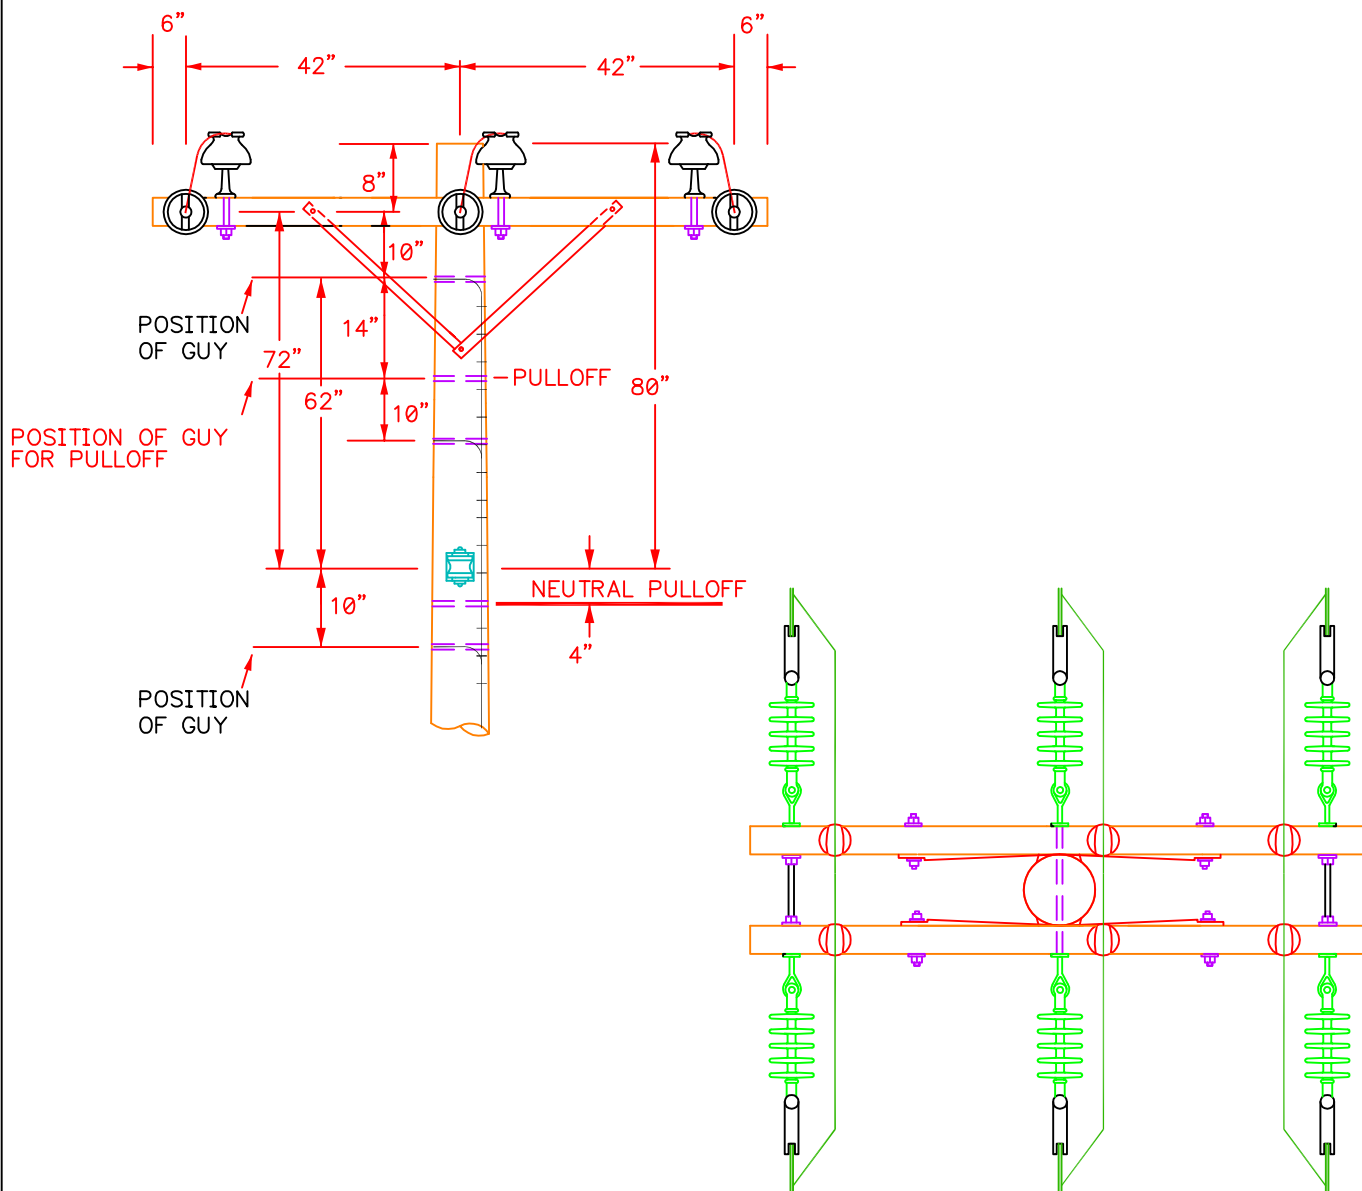 6”
42”
42”
6”
8”
10”
POSITION
OF GUY
14”
72”
PULLOFF
80”
62”
10”
POSITION OF GUY
FOR PULLOFF
NEUTRAL PULLOFF
10”
4”
POSITION
OF GUY